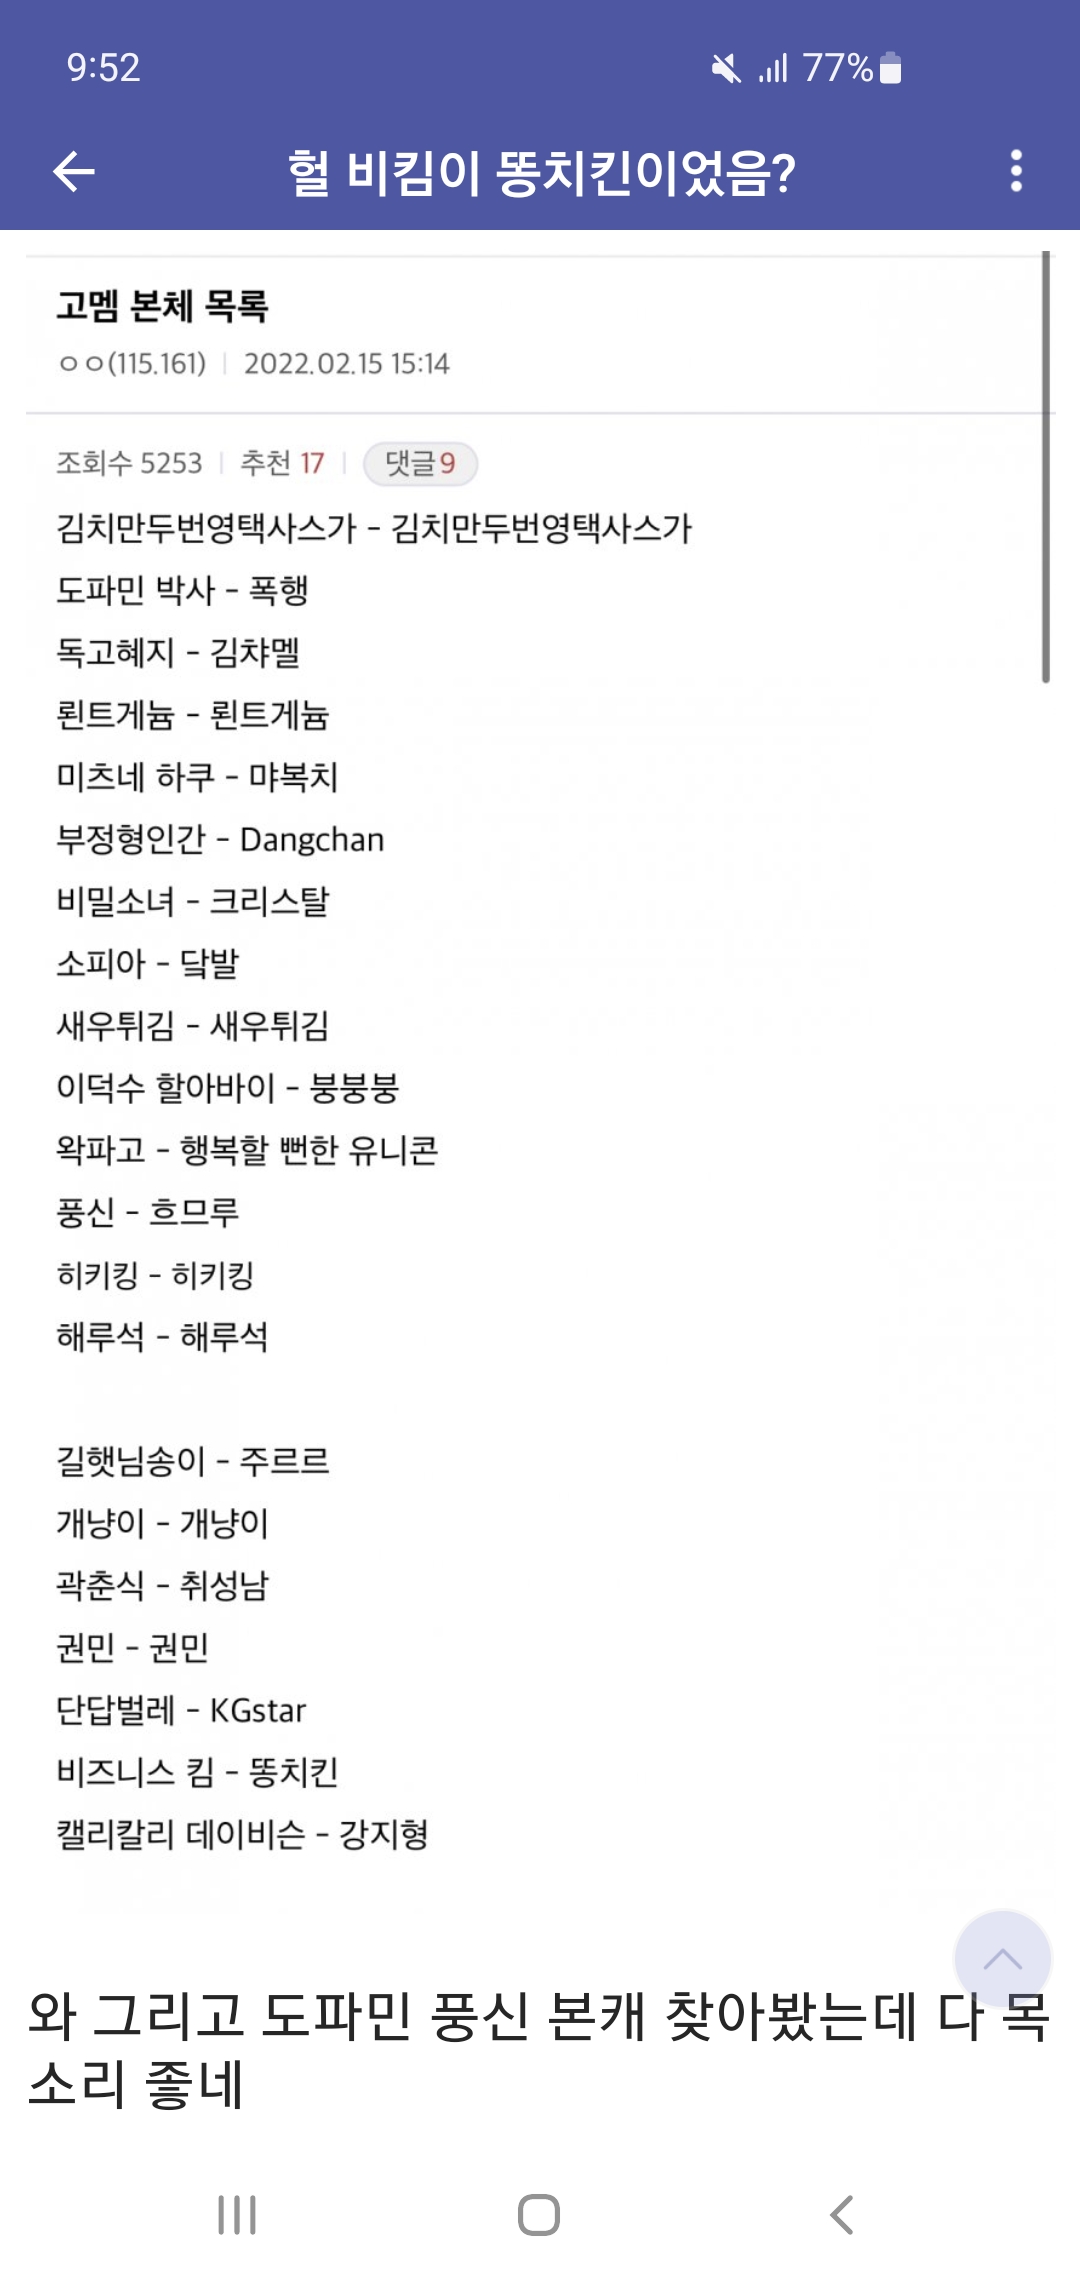 9:52 77%
헐 비킴이 똥치킨이었음?
고멤 본체 목록
ㅇㅇ(115.161) 2022.02.15 15:14
조회수 5253 추천 17 댓글 9
김치만두번영택사스가 - 김치만두번영택사스가
도파민 박사 - 폭행
독고혜지 - 김챠멜
뢴트게늄 - 뢴트게늄
미츠네 하쿠 - 먀복치
부정형인간 - Dangchan
비밀소녀 - 크리스탈
소피아 - 닼발
새우튀김 - 새우튀김
이덕수 할아바이 - 붕붕붕
왁파고 - 행복할 뻔한 유니콘
풍신 - 흐므루
히키킹 - 히키킹
해루석 - 해루석
길햇님송이 - 주르르
개냥이 - 개냥이
곽춘식 - 취성남
권민 - 권민
단답벌레 - KGstar
비즈니스 킴 - 똥치킨
캘리칼리 데이비슨 - 강지형
와 그리고 도파민 풍신 본캐 찾아봤는데 다 목
소리 좋네